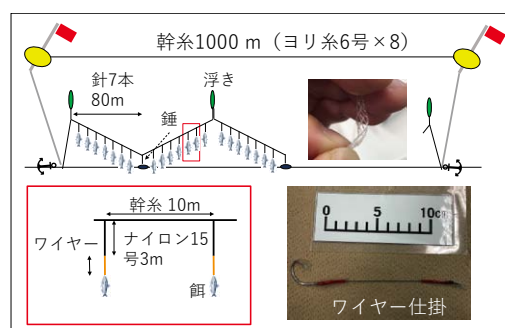 幹糸1000 m(ヨリ糸6号×8)
針7本
80m
浮き
錘
幹糸 10m
ワイヤー
ナイロン15
号3m
餌
0 5 10cm
ワイヤー仕掛